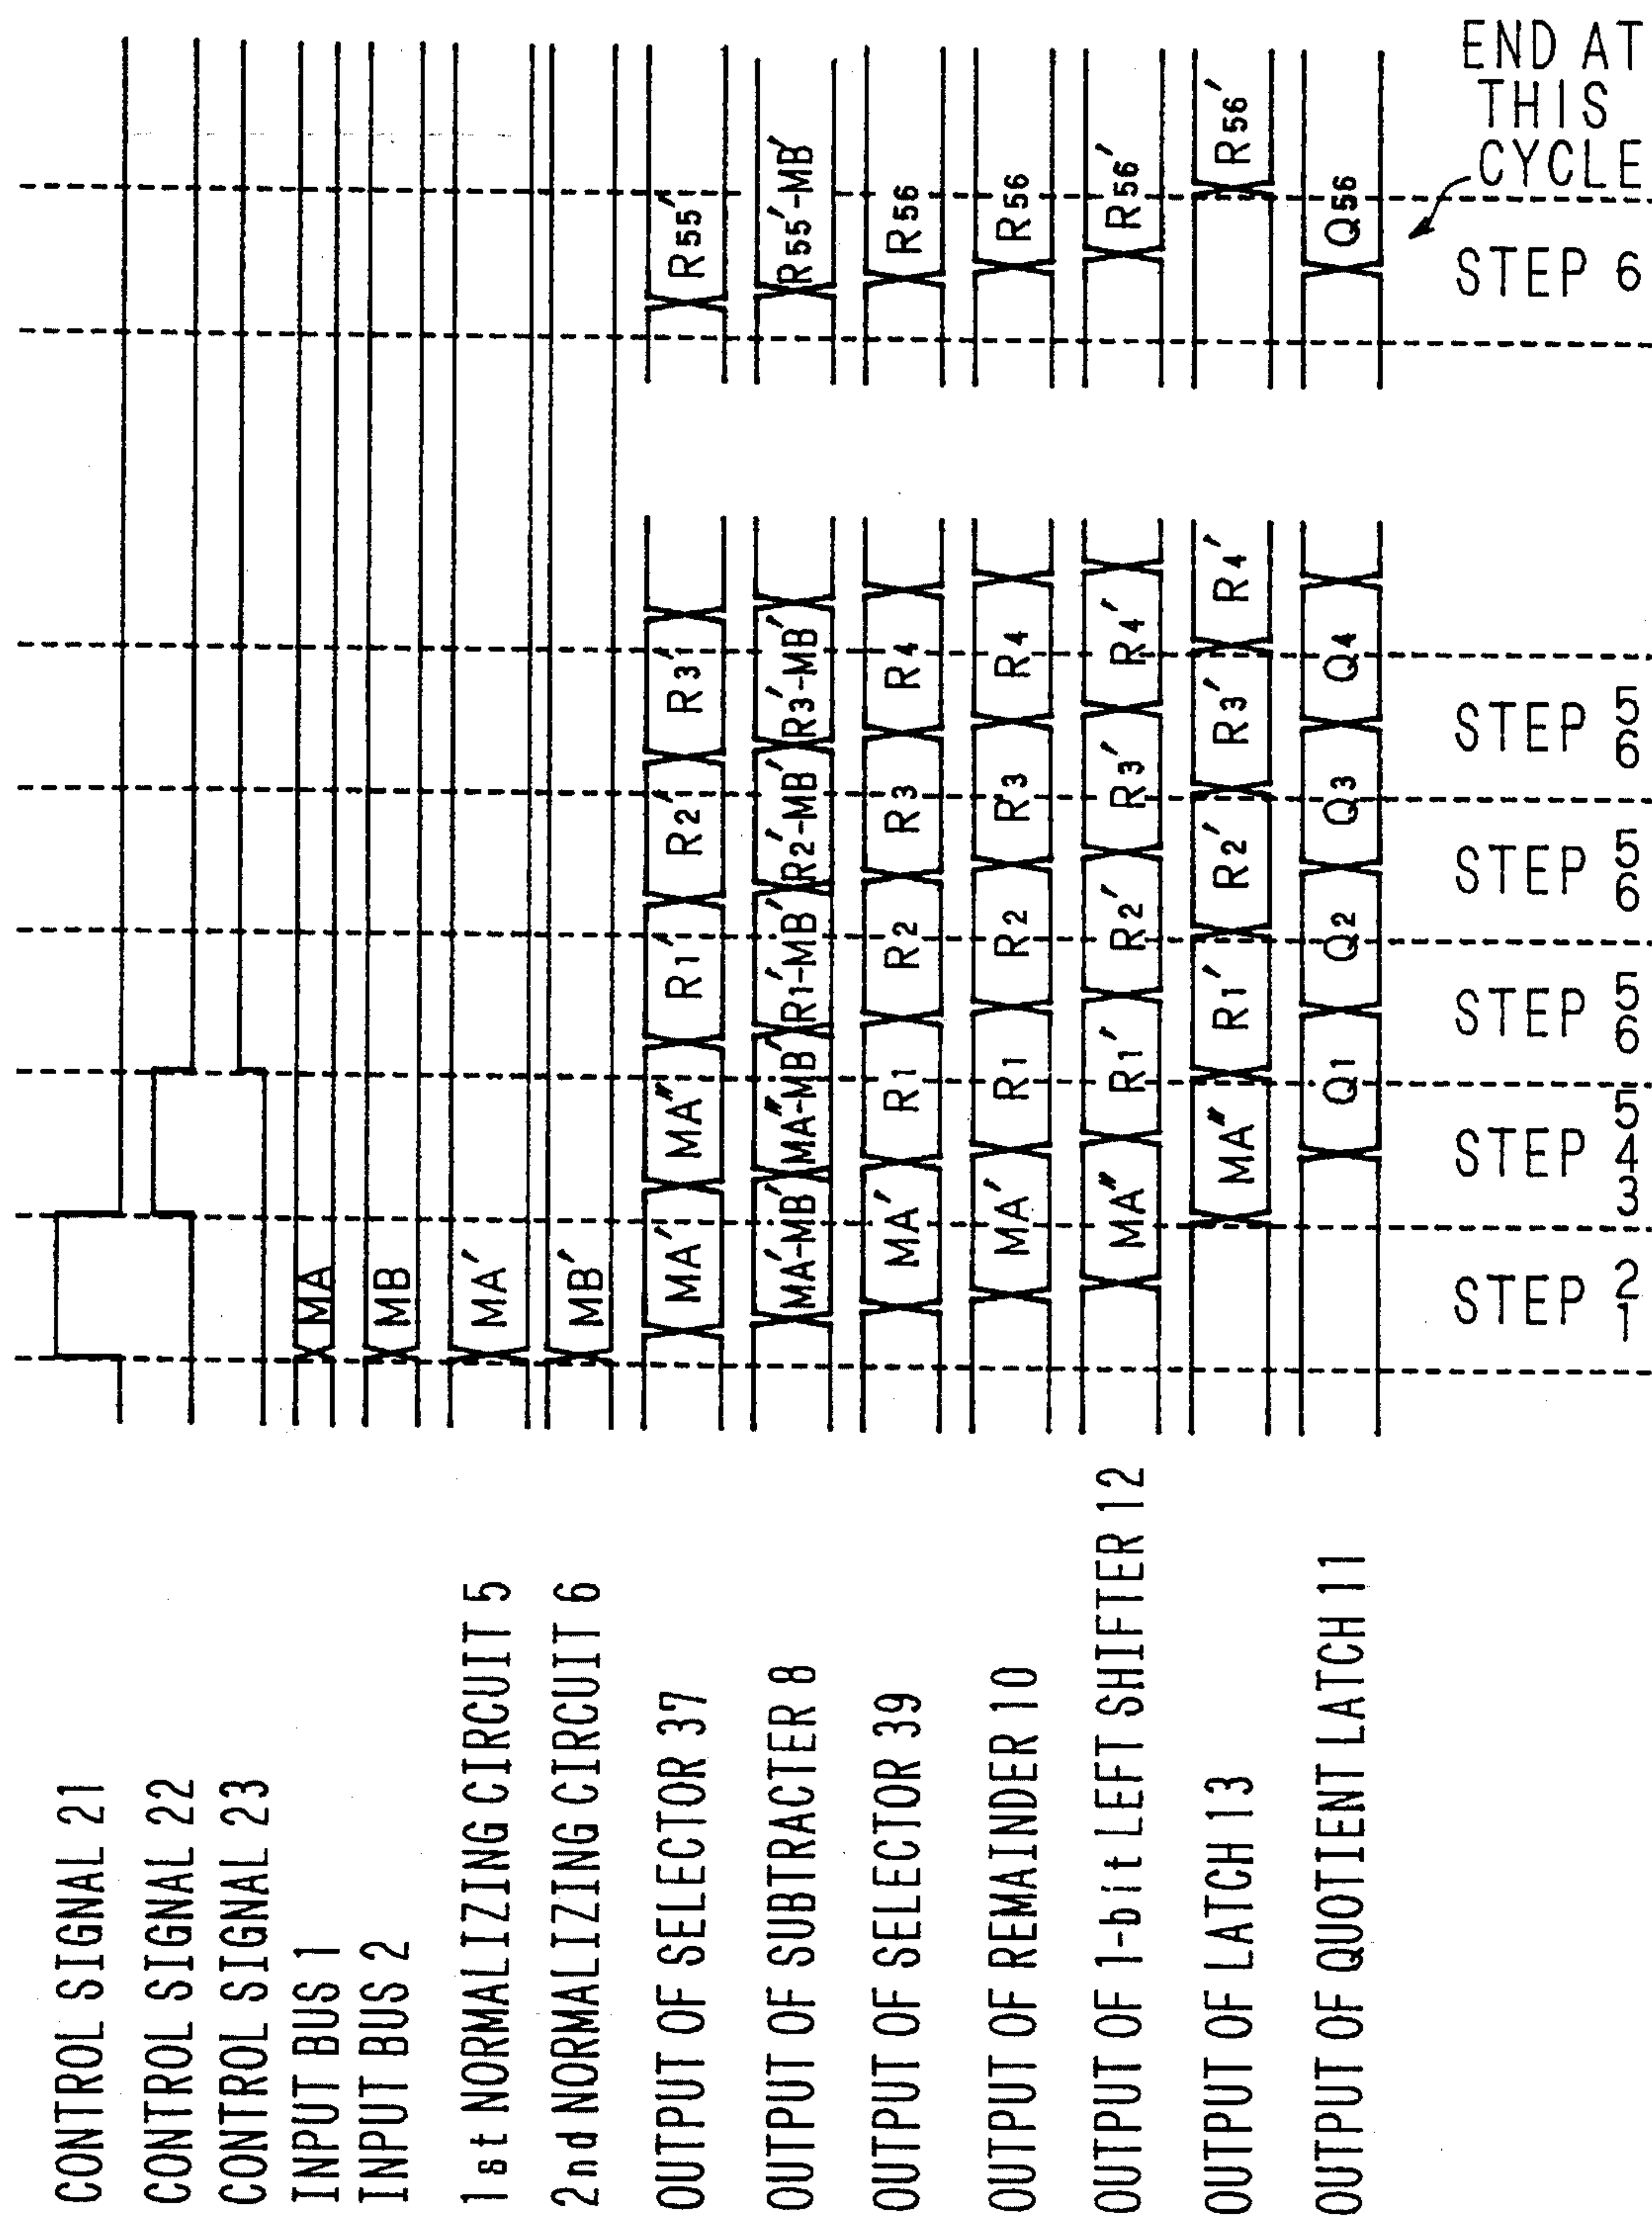 CONTROL SIGNAL 21
CONTROL SIGNAL 22
CONTROL SIGNAL 23
INPUT BUS 1 MA
INPUT BUS 2 MB
1st NORMALIZING CIRCUIT 5 MA′
2nd NORMALIZING CIRCUIT 6 MB′
OUTPUT OF SELECTOR 37 MA′ MA″ R1′ R2′ R3′ R55′
OUTPUT OF SUBTRACTER 8 MA′-MB′ MA″-MB′ R1′-MB′ R2′-MB′ R3′-MB′ R55′-MB′
OUTPUT OF SELECTOR 39 MA′ R1 R2 R3 R4 R56
OUTPUT OF REMAINDER 10 MA′ R1 R2 R3 R4 R56
OUTPUT OF 1-bit LEFT SHIFTER 12 MA″ R1′ R2′ R3′ R4′ R56′
OUTPUT OF LATCH 13 MA″ R1′ R2′ R3′ R4′ R56′
OUTPUT OF QUOTIENT LATCH 11 Q1 Q2 Q3 Q4 Q56
STEP 1 2
STEP 3 4 5
STEP 6 5
STEP 6 5
STEP 6 5
STEP 6
END AT
THIS
CYCLE